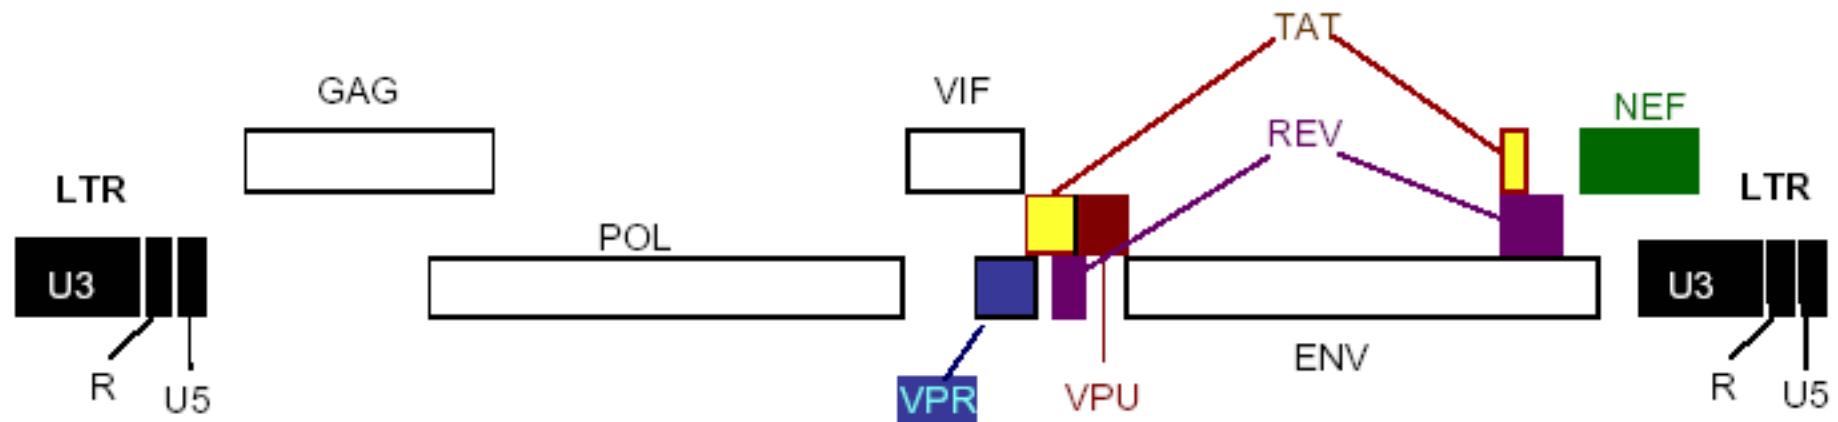 TAT
GAG
VIF
NEF
REV
LTR
LTR
POL
U3
U3
ENV
R
U5
VPR
VPU
R
U5